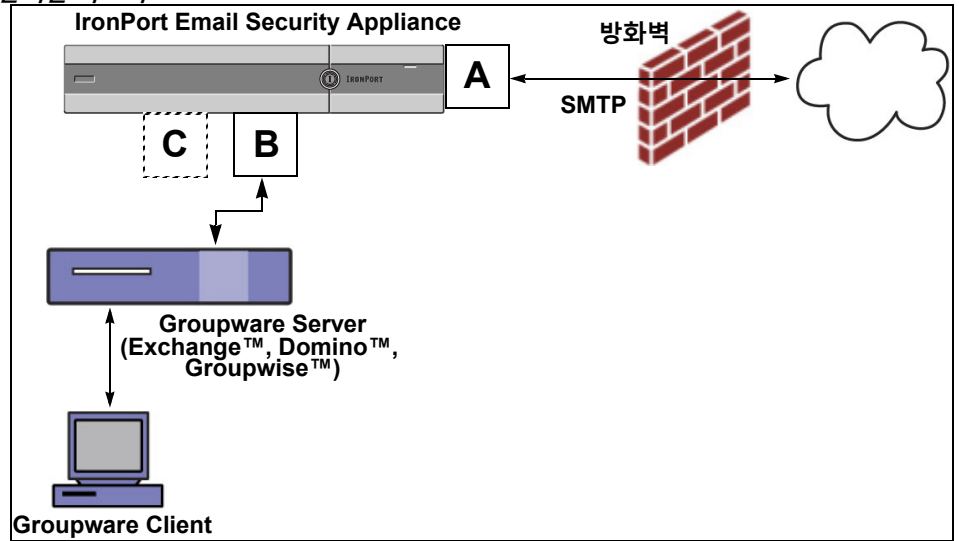 IronPort Email Security Appliance
방화벽
IRONPORT
A
SMTP
C
B
Groupware Server
(Exchange™, Domino™,
Groupwise™)
Groupware Client